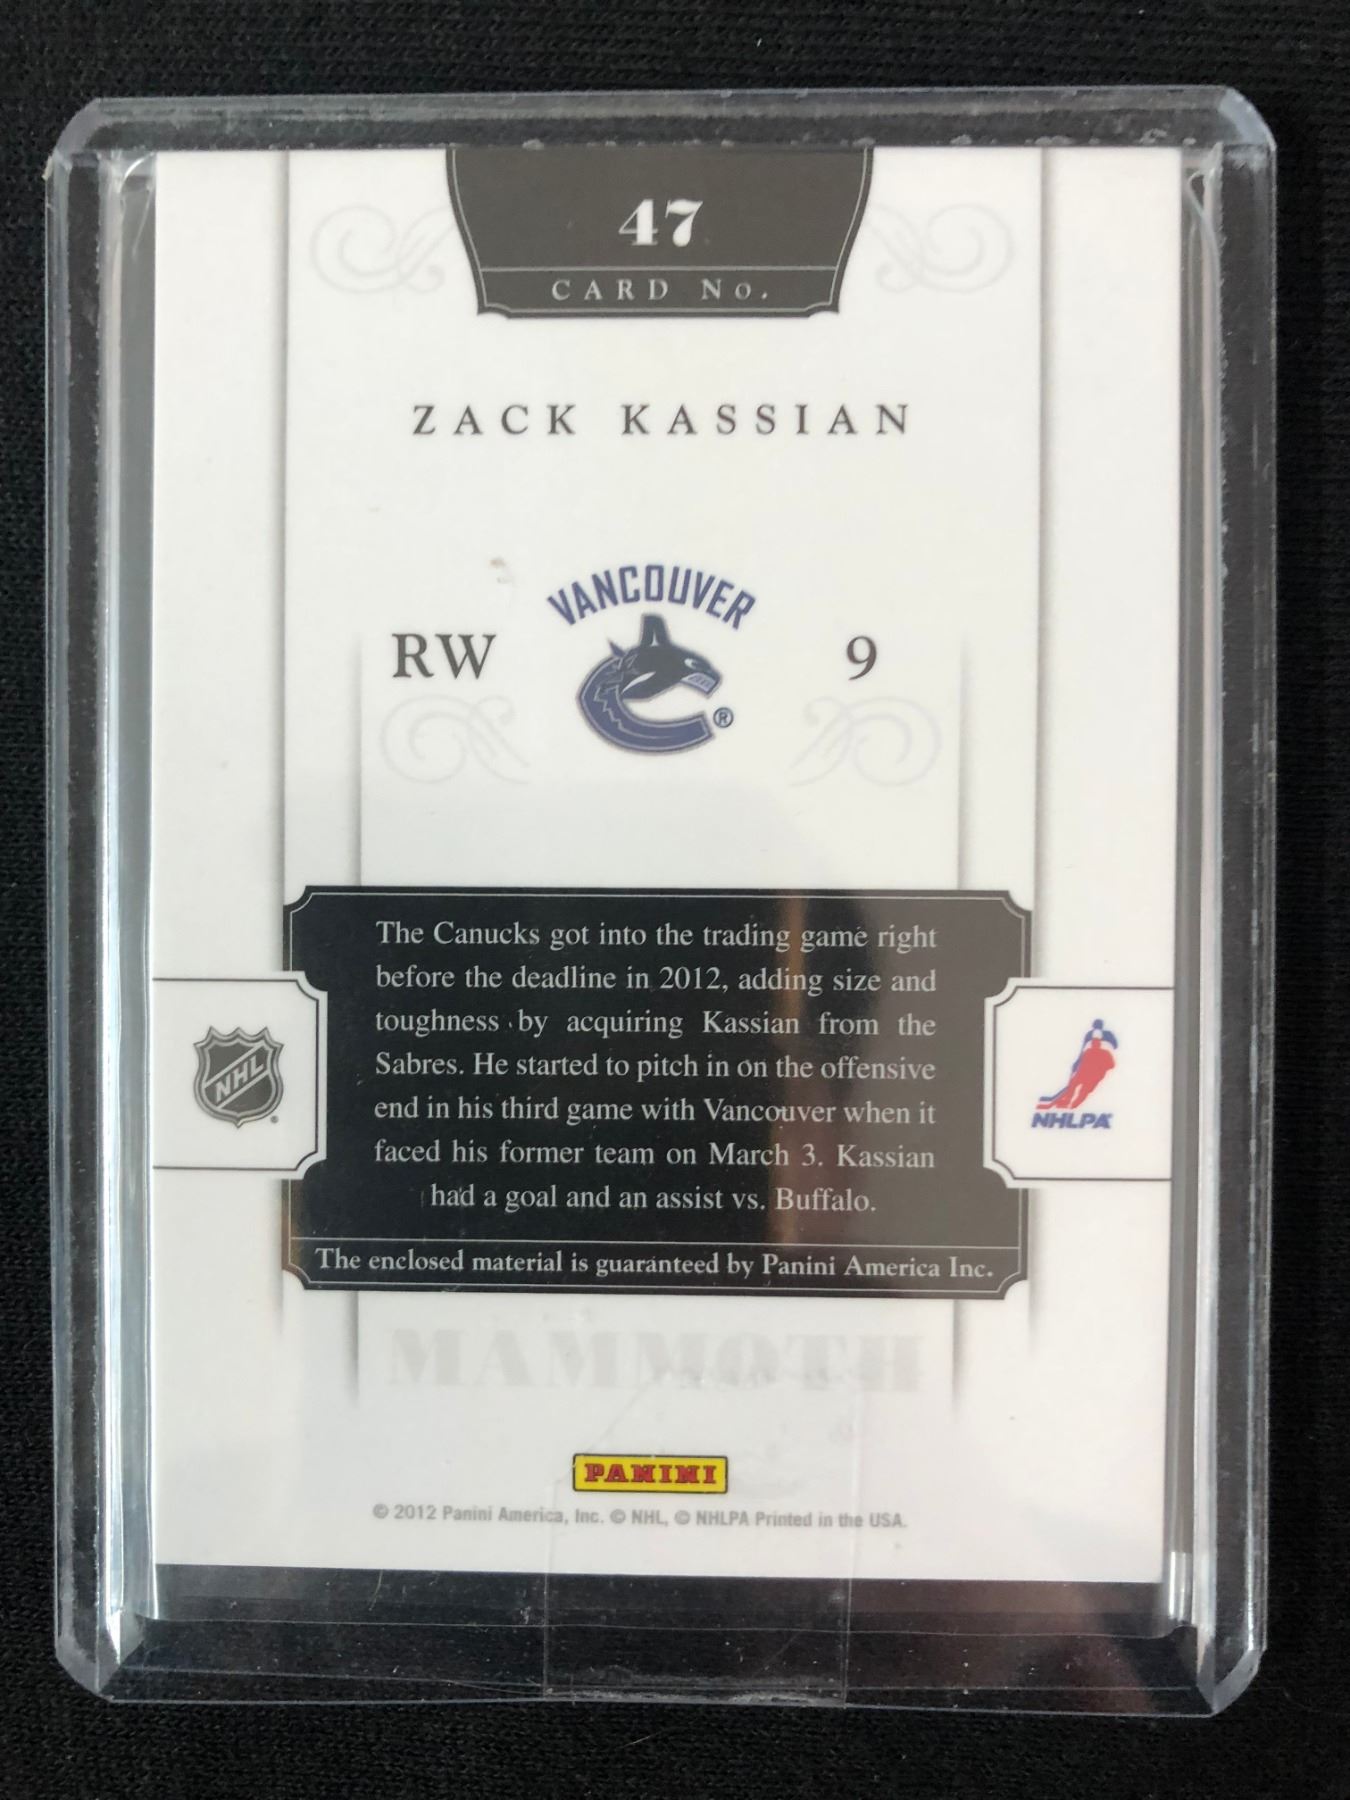 47
CARD No.
ZACK KASSIAN
VANCOUVER
RW
9
®
The Canucks got into the trading game right
before the deadline in 2012, adding size and
toughness by acquiring Kassian from the
Sabres. He started to pitch in on the offensive
end in his third game with Vancouver when it
faced his former team on March 3. Kassian
had a goal and an assist vs. Buffalo.
NHL
NHLPA
The enclosed material is guaranteed by Panini America Inc.
MAMMOTH
PANINI
© 2012 Panini America, Inc. © NHL, © NHLPA Printed in the USA.